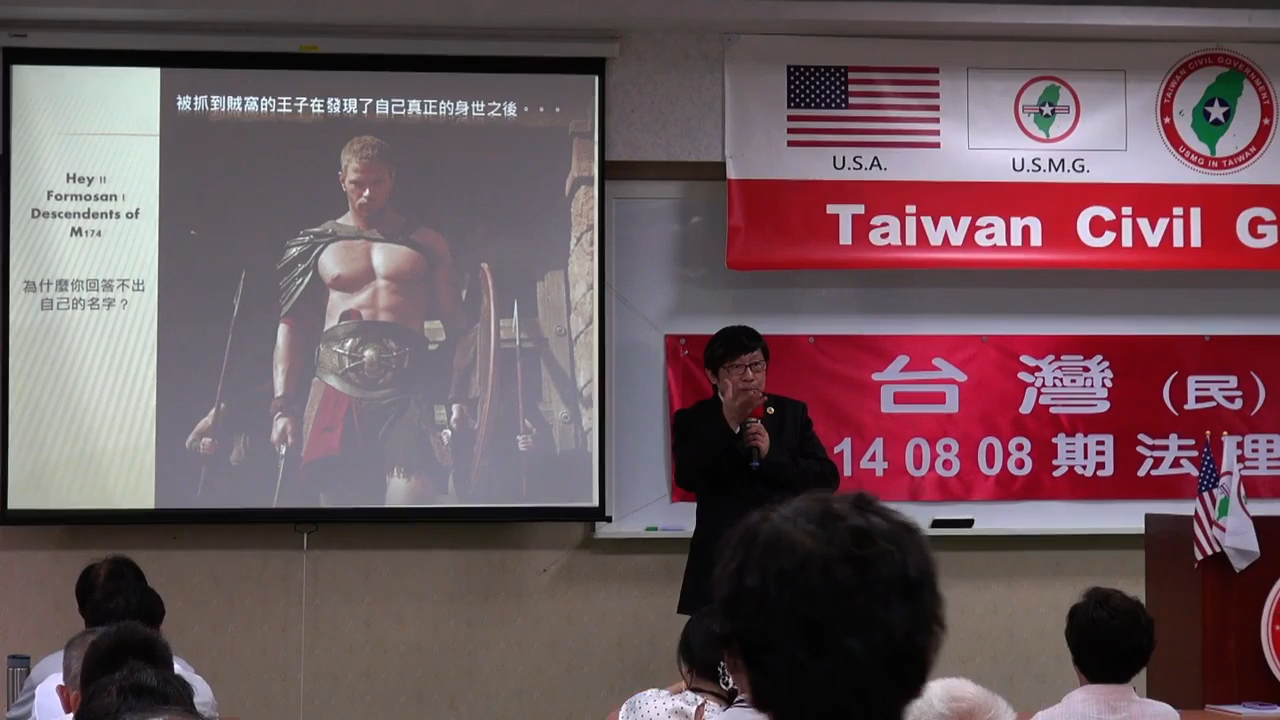 被抓到賊窩的王子在發現了自己真正的身世之後。。。
Hey !!
Formosan !
Descendents of
M174
為什麼你回答不出
自己的名字？
U.S.A.
U.S.M.G.
TAIWAN CIVIL GOVERNMENT
USMG IN TAIWAN
Taiwan Civil G
台灣(民)
14 08 08 期法理